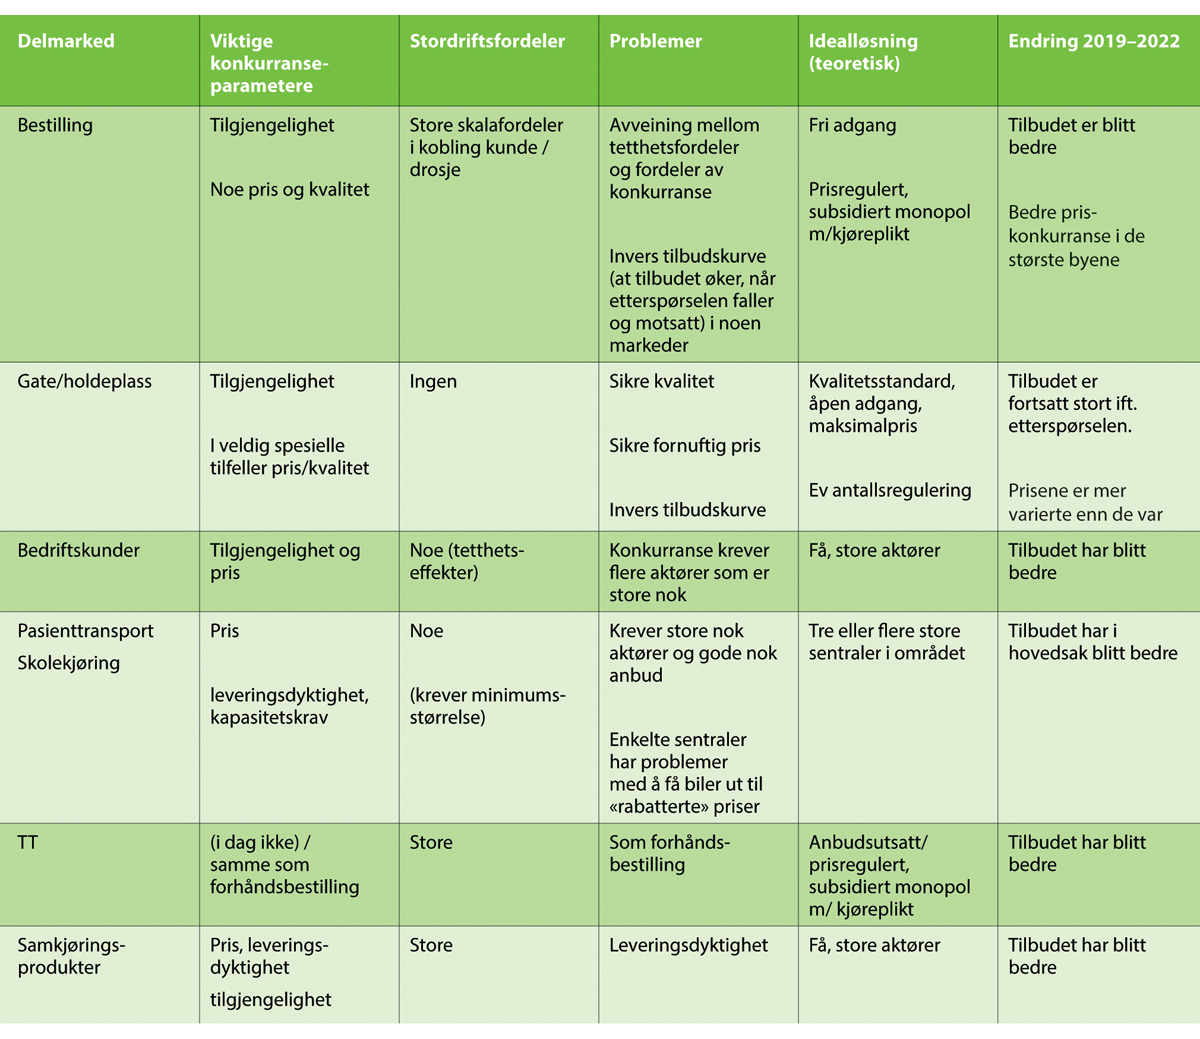 Delmarked
Viktige
konkurranse-
parametere
Stordriftsfordeler
Problemer
Idealløsning
(teoretisk)
Endring 2019–2022
Bestilling
Tilgjengelighet
Noe pris og kvalitet
Store skalafordeler
i kobling kunde /
drosje
Avveining mellom
tetthetsfordeler
og fordeler av
konkurranse
Invers tilbudskurve
(at tilbudet øker, når
etterspørselen faller
og motsatt) i noen
markeder
Fri adgang
Prisregulert,
subsidiert monopol
m/kjøreplikt
Tilbudet er blitt
bedre
Bedre pris-
konkurranse i de
største byene
Gate/holdeplass
Tilgjengelighet
I veldig spesielle
tilfeller pris/kvalitet
Ingen
Sikre kvalitet
Sikre fornuftig pris
Invers tilbudskurve
Kvalitetsstandard,
åpen adgang,
maksimalpris
Ev antallsregulering
Tilbudet er
fortsatt stort ift.
etterspørselen.
Prisene er mer
varierte enn de var
Bedriftskunder
Tilgjengelighet og
pris
Noe (tetthets-
effekter)
Konkurranse krever
flere aktører som er
store nok
Få, store aktører
Tilbudet har blitt
bedre
Pasienttransport
Skolekjøring
Pris
leveringsdyktighet,
kapasitetskrav
Noe
(krever minimums-
størrelse)
Krever store nok
aktører og gode nok
anbud
Enkelte sentraler
har problemer
med å få biler ut til
«rabatterte» priser
Tre eller flere store
sentraler i området
Tilbudet har i
hovedsak blitt bedre
TT
(i dag ikke) /
samme som
forhåndsbestilling
Store
Som forhånds-
bestilling
Anbudsutsatt/
prisregulert,
subsidiert monopol
m/ kjøreplikt
Tilbudet har blitt
bedre
Samkjørings-
produkter
Pris, leverings-
dyktighet
tilgjengelighet
Store
Leveringsdyktighet
Få, store aktører
Tilbudet har blitt
bedre